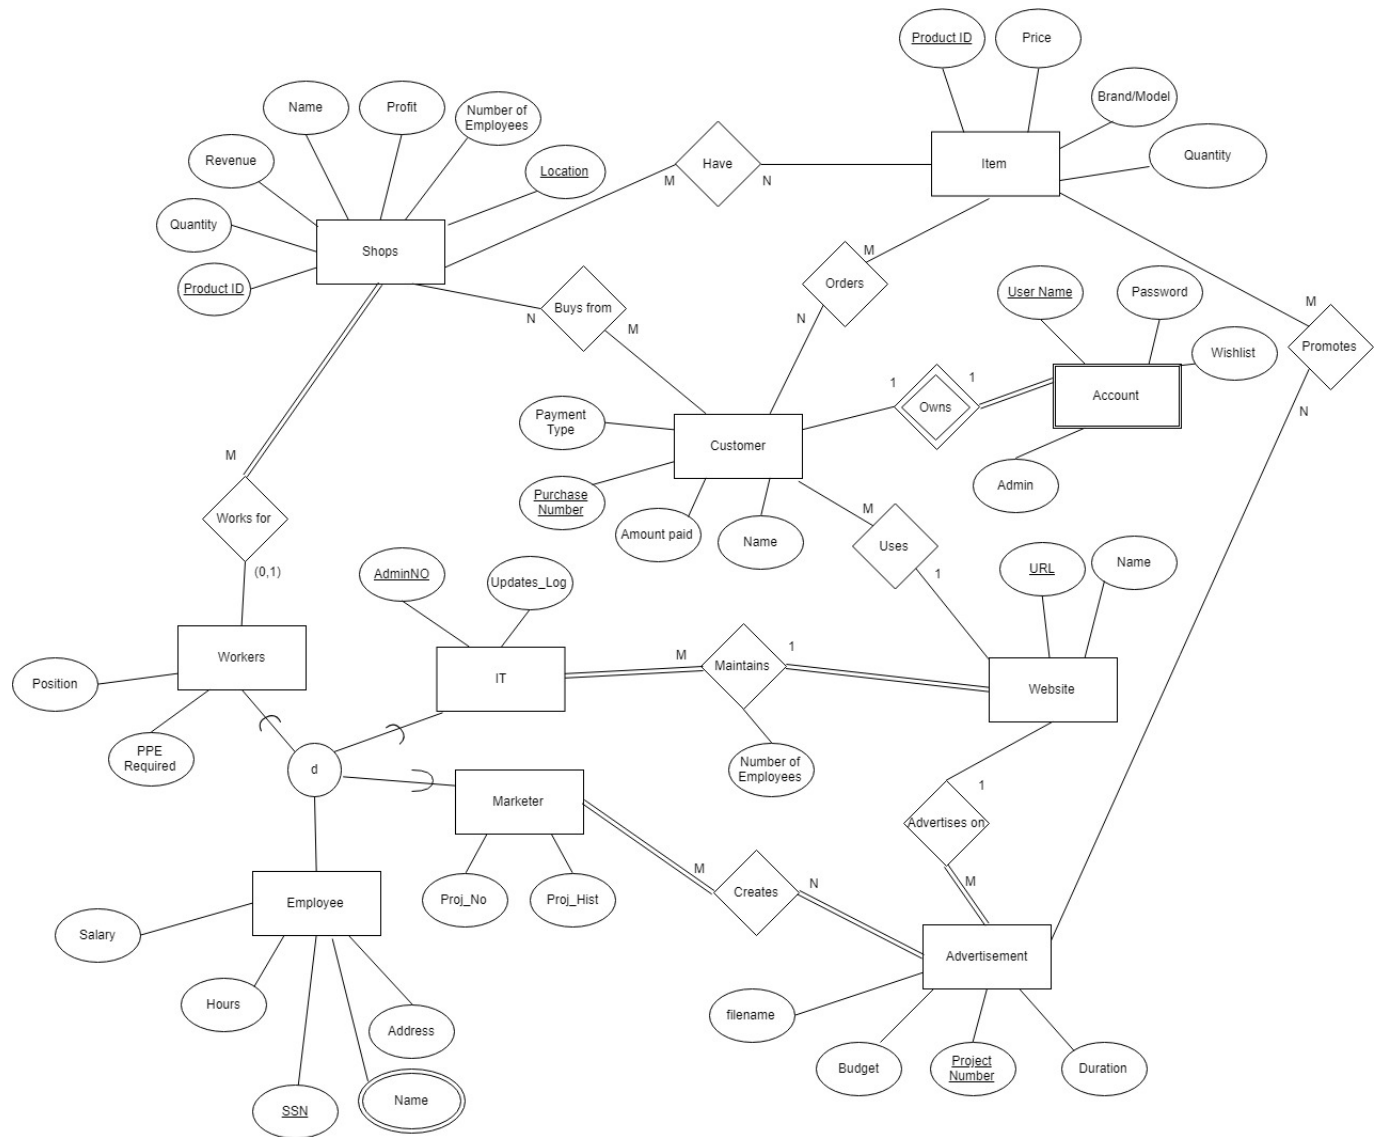 Product ID
Price
Name
Profit
Number of
Employees
Brand/Model
Revenue
Location
Have
M
N
Item
Quantity
Quantity
Shops
Product ID
Buys from
N
M
Orders
M
N
User Name
Password
Wishlist
M
Promotes
N
1
Owns
1
Account
Admin
Payment
Type
Customer
Purchase
Number
Amount paid
Name
M
Works for
(0,1)
M
Uses
1
URL
Name
AdminNO
Updates_Log
Workers
Position
PPE
Required
IT
M
Maintains
1
Website
Number of
Employees
d
Marketer
Proj_No
Proj_Hist
M
Creates
N
1
Advertises on
M
Employee
Salary
Hours
Address
SSN
Name
Advertisement
filename
Budget
Project
Number
Duration